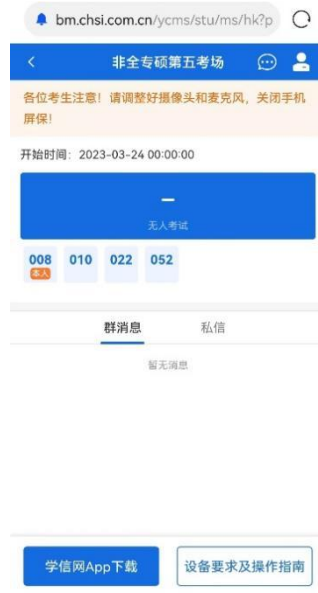 bm.chsi.com.cn/ycms/stu/ms/hk?p
非全专硕第五考场
各位考生注意！请调整好摄像头和麦克风，关闭手机
屏保！
开始时间：2023-03-24 00:00:00
–
无人考试
008 010 022 052
本人
群消息 私信
暂无消息
学信网App下载 设备要求及操作指南